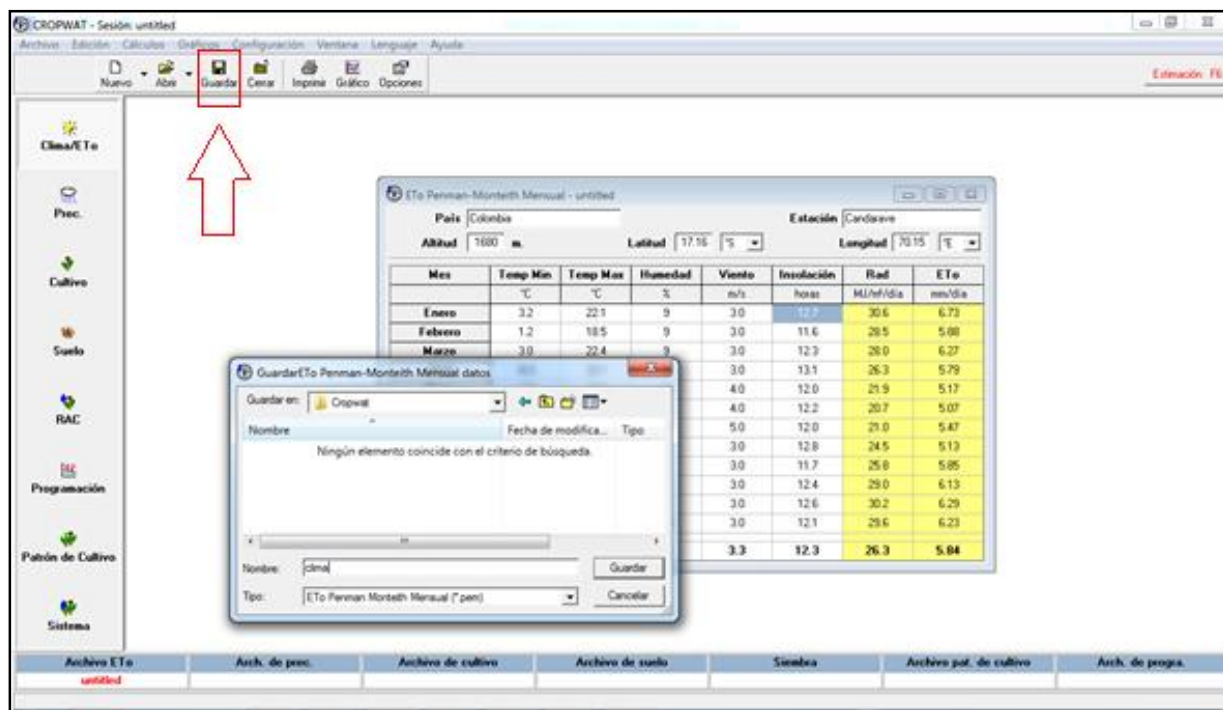 CROPWAT - Sesión: untitled
Archivo Edición Cálculos Gráficos Configuración Ventana Lenguaje Ayuda
Nuevo Abrir Guardar Cerrar Imprimir Gráfico Opciones
Estimación F6
Clima/ETo
Prec.
Cultivo
Suelo
RAC
Programación
Patrón de Cultivo
Sistema
ETo Penman-Monteith Mensual - untitled
País Colombia Estación Candarave
Altitud 1680 m. Latitud 17.16 °S Longitud 70.15 °E
Mes Temp Min Temp Max Humedad Viento Insolación Rad ETo
°C °C % m/s horas MJ/m²/día mm/día
Enero 3.2 22.1 9 3.0 12.7 30.6 6.73
Febrero 1.2 18.5 9 3.0 11.6 28.5 5.88
Marzo 3.0 22.4 9 3.0 12.3 28.0 6.27
3.0 13.1 26.3 5.79
4.0 12.0 21.9 5.17
4.0 12.2 20.7 5.07
5.0 12.0 21.0 5.47
3.0 12.8 24.5 5.13
3.0 11.7 25.8 5.85
3.0 12.4 29.0 6.13
3.0 12.6 30.2 6.29
3.0 12.1 29.6 6.23
3.3 12.3 26.3 5.84
GuardarETo Penman-Monteith Mensual datos
Guardar en: Cropwat
Nombre Fecha de modifica... Tipo
Ningún elemento coincide con el criterio de búsqueda.
Nombre: clima Guardar
Tipo: ETo Penman Monteith Mensual (*.pem) Cancelar
Archivo ETo Arch. de prec. Archivo de cultivo Archivo de suelo Siembra Archivo pat. de cultivo Arch. de progra.
untitled